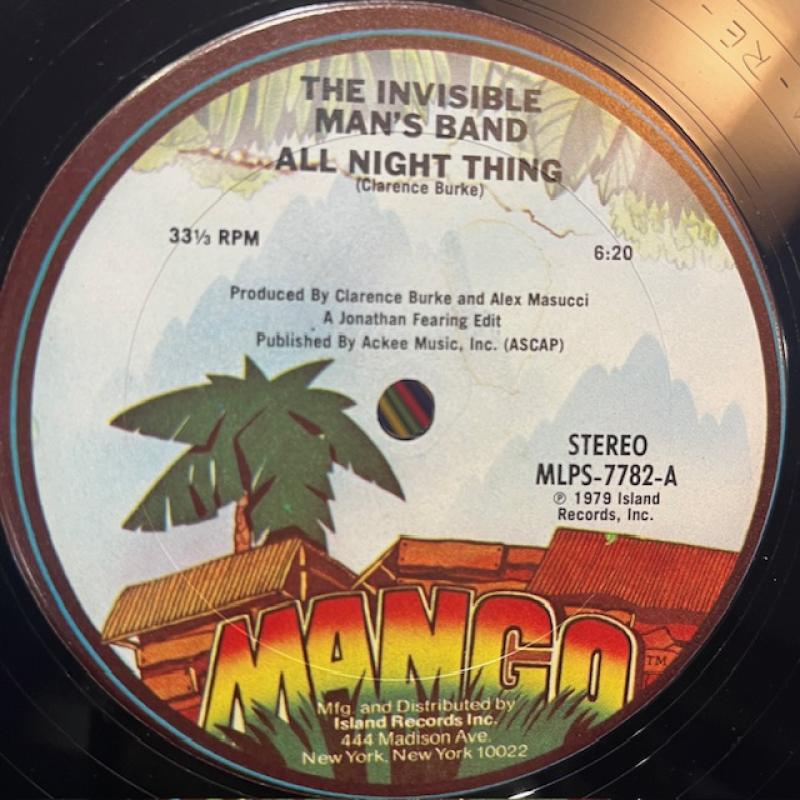 THE INVISIBLE
MAN'S BAND
ALL NIGHT THING
(Clarence Burke)
33⅓ RPM
6:20
Produced By Clarence Burke and Alex Masucci
A Jonathan Fearing Edit
Published By Ackee Music, Inc. (ASCAP)
STEREO
MLPS-7782-A
℗ 1979 Island
Records, Inc.
MANGO TM
Mfg. and Distributed by
Island Records Inc.
444 Madison Ave.
New York, New York 10022
- RE -